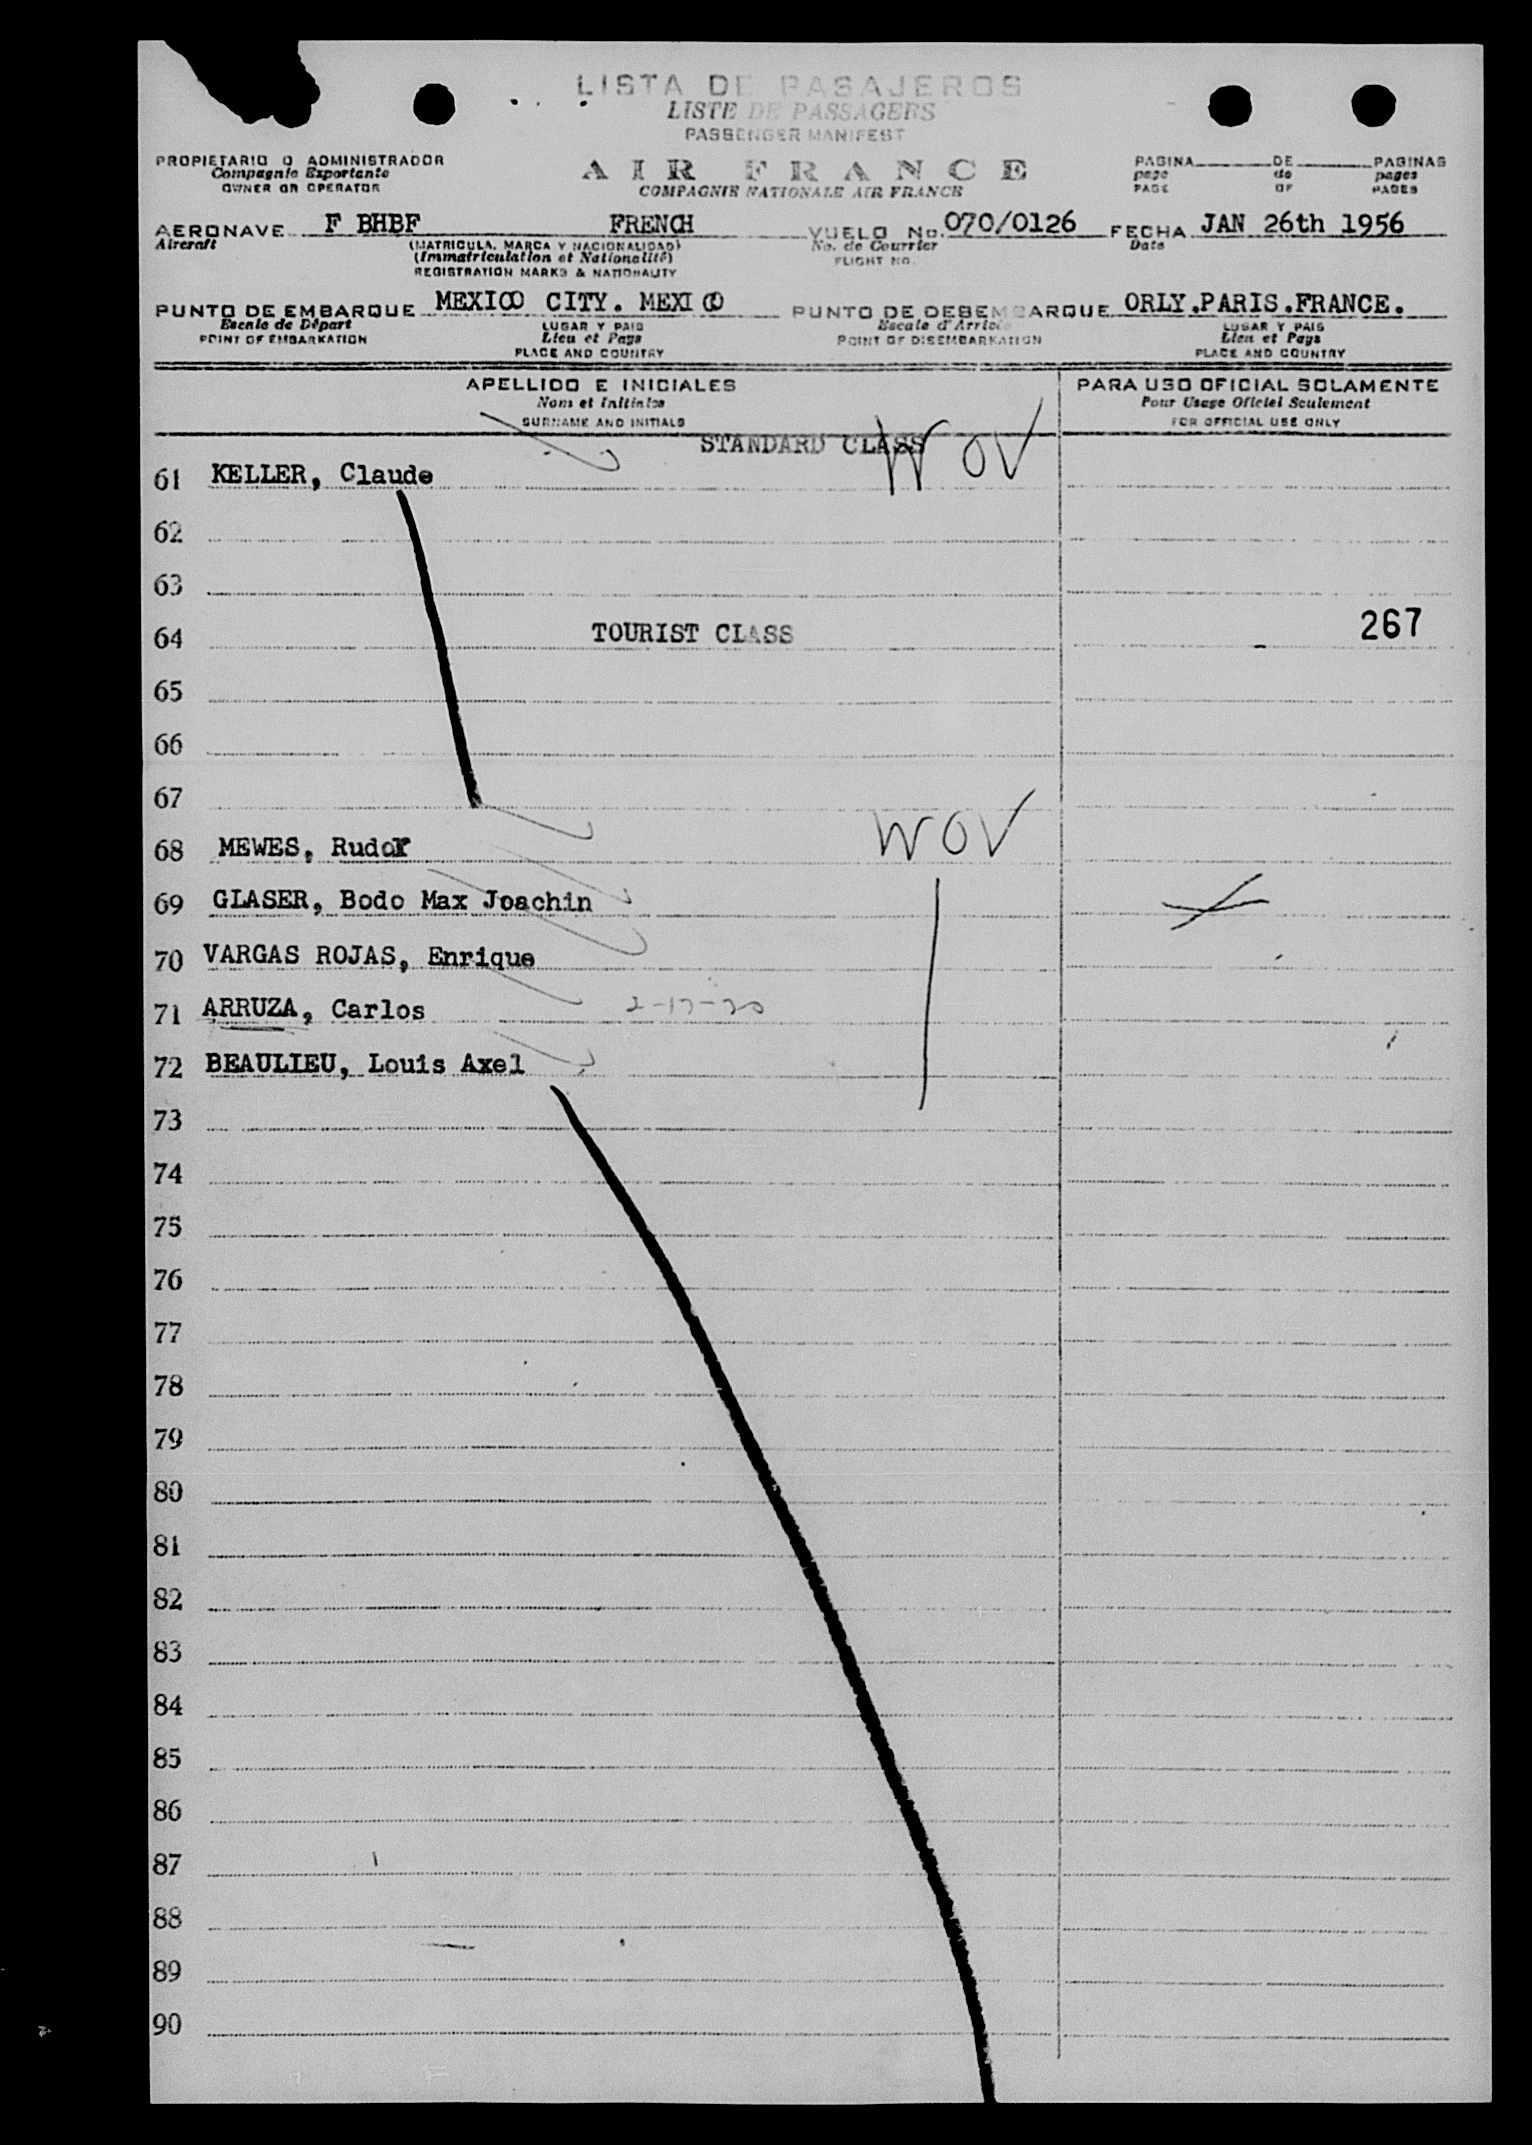 LISTA DE PASAJEROS
LISTE DE PASSAGERS
PASSENGER MANIFEST
PROPIETARIO O ADMINISTRADOR
Compagnie Exportante
OWNER OR OPERATOR
AIR FRANCE
COMPAGNIE NATIONALE AIR FRANCE
PAGINA DE PAGINAS
page de pages
PAGE OF PAGES
AERONAVE F BHBF FRENCH VUELO No. 070/0126 FECHA JAN 26th 1956
Aircraft (MATRICULA, MARCA Y NACIONALIDAD) No. de Courrier Date
(Immatriculation et Nationalité) FLIGHT NO.
REGISTRATION MARKS & NATIONALITY
PUNTO DE EMBARQUE MEXICO CITY. MEXICO PUNTO DE DESEMBARQUE ORLY.PARIS.FRANCE.
Escale de Départ LUGAR Y PAIS Escale d'Arrivée LUGAR Y PAIS
POINT OF EMBARKATION Lieu et Pays POINT OF DISEMBARKATION Lieu et Pays
PLACE AND COUNTRY PLACE AND COUNTRY
APELLIDO E INICIALES PARA USO OFICIAL SOLAMENTE
Nom et Initiales Pour Usage Officiel Seulement
SURNAME AND INITIALS FOR OFFICIAL USE ONLY
STANDARD CLASS WOV
61 KELLER, Claude
62
63
64 TOURIST CLASS 267
65
66
67
68 MEWES, Rudolf WOV
69 GLASER, Bodo Max Joachin
70 VARGAS ROJAS, Enrique
71 ARRUZA, Carlos 2-17-20
72 BEAULIEU, Louis Axel
73
74
75
76
77
78
79
80
81
82
83
84
85
86
87
88
89
90